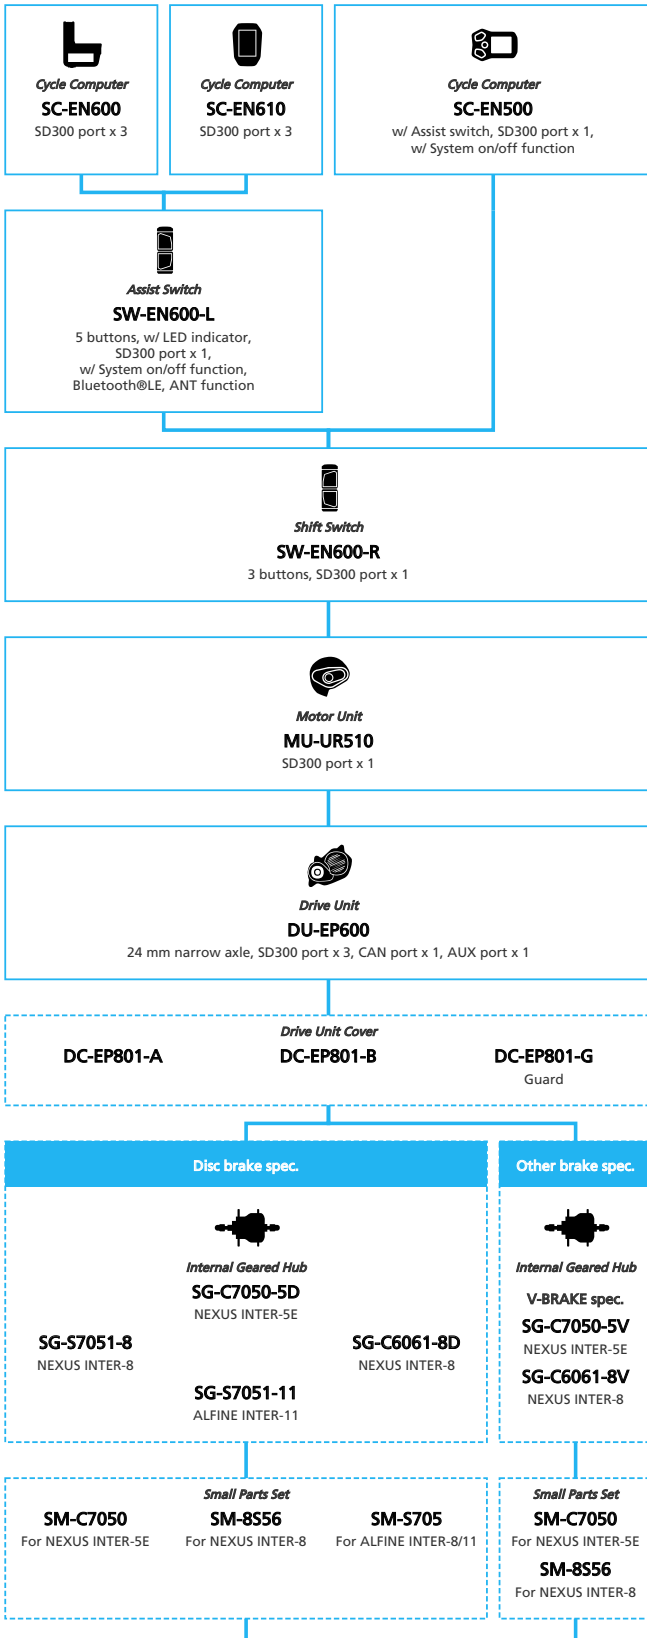 Cycle Computer
SC-EN600
SD300 port x 3
Cycle Computer
SC-EN610
SD300 port x 3
Cycle Computer
SC-EN500
w/ Assist switch, SD300 port x 1,
w/ System on/off function
Assist Switch
SW-EN600-L
5 buttons, w/ LED indicator,
SD300 port x 1,
w/ System on/off function,
Bluetooth®LE, ANT function
Shift Switch
SW-EN600-R
3 buttons, SD300 port x 1
Motor Unit
MU-UR510
SD300 port x 1
Drive Unit
DU-EP600
24 mm narrow axle, SD300 port x 3, CAN port x 1, AUX port x 1
Drive Unit Cover
DC-EP801-A
DC-EP801-B
DC-EP801-G
Guard
Disc brake spec.
Internal Geared Hub
SG-C7050-5D
NEXUS INTER-5E
SG-S7051-8
NEXUS INTER-8
SG-C6061-8D
NEXUS INTER-8
SG-S7051-11
ALFINE INTER-11
Other brake spec.
Internal Geared Hub
V-BRAKE spec.
SG-C7050-5V
NEXUS INTER-5E
SG-C6061-8V
NEXUS INTER-8
Small Parts Set
SM-C7050
For NEXUS INTER-5E
SM-8S56
For NEXUS INTER-8
SM-S705
For ALFINE INTER-8/11
Small Parts Set
SM-C7050
For NEXUS INTER-5E
SM-8S56
For NEXUS INTER-8